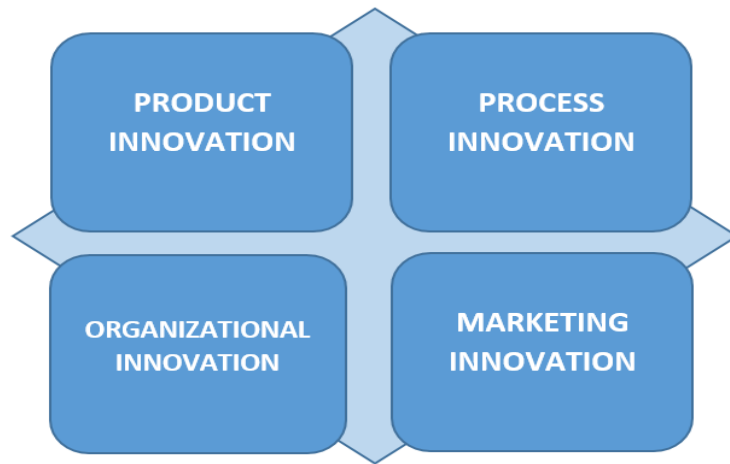 PRODUCT
INNOVATION
PROCESS
INNOVATION
ORGANIZATIONAL
INNOVATION
MARKETING
INNOVATION